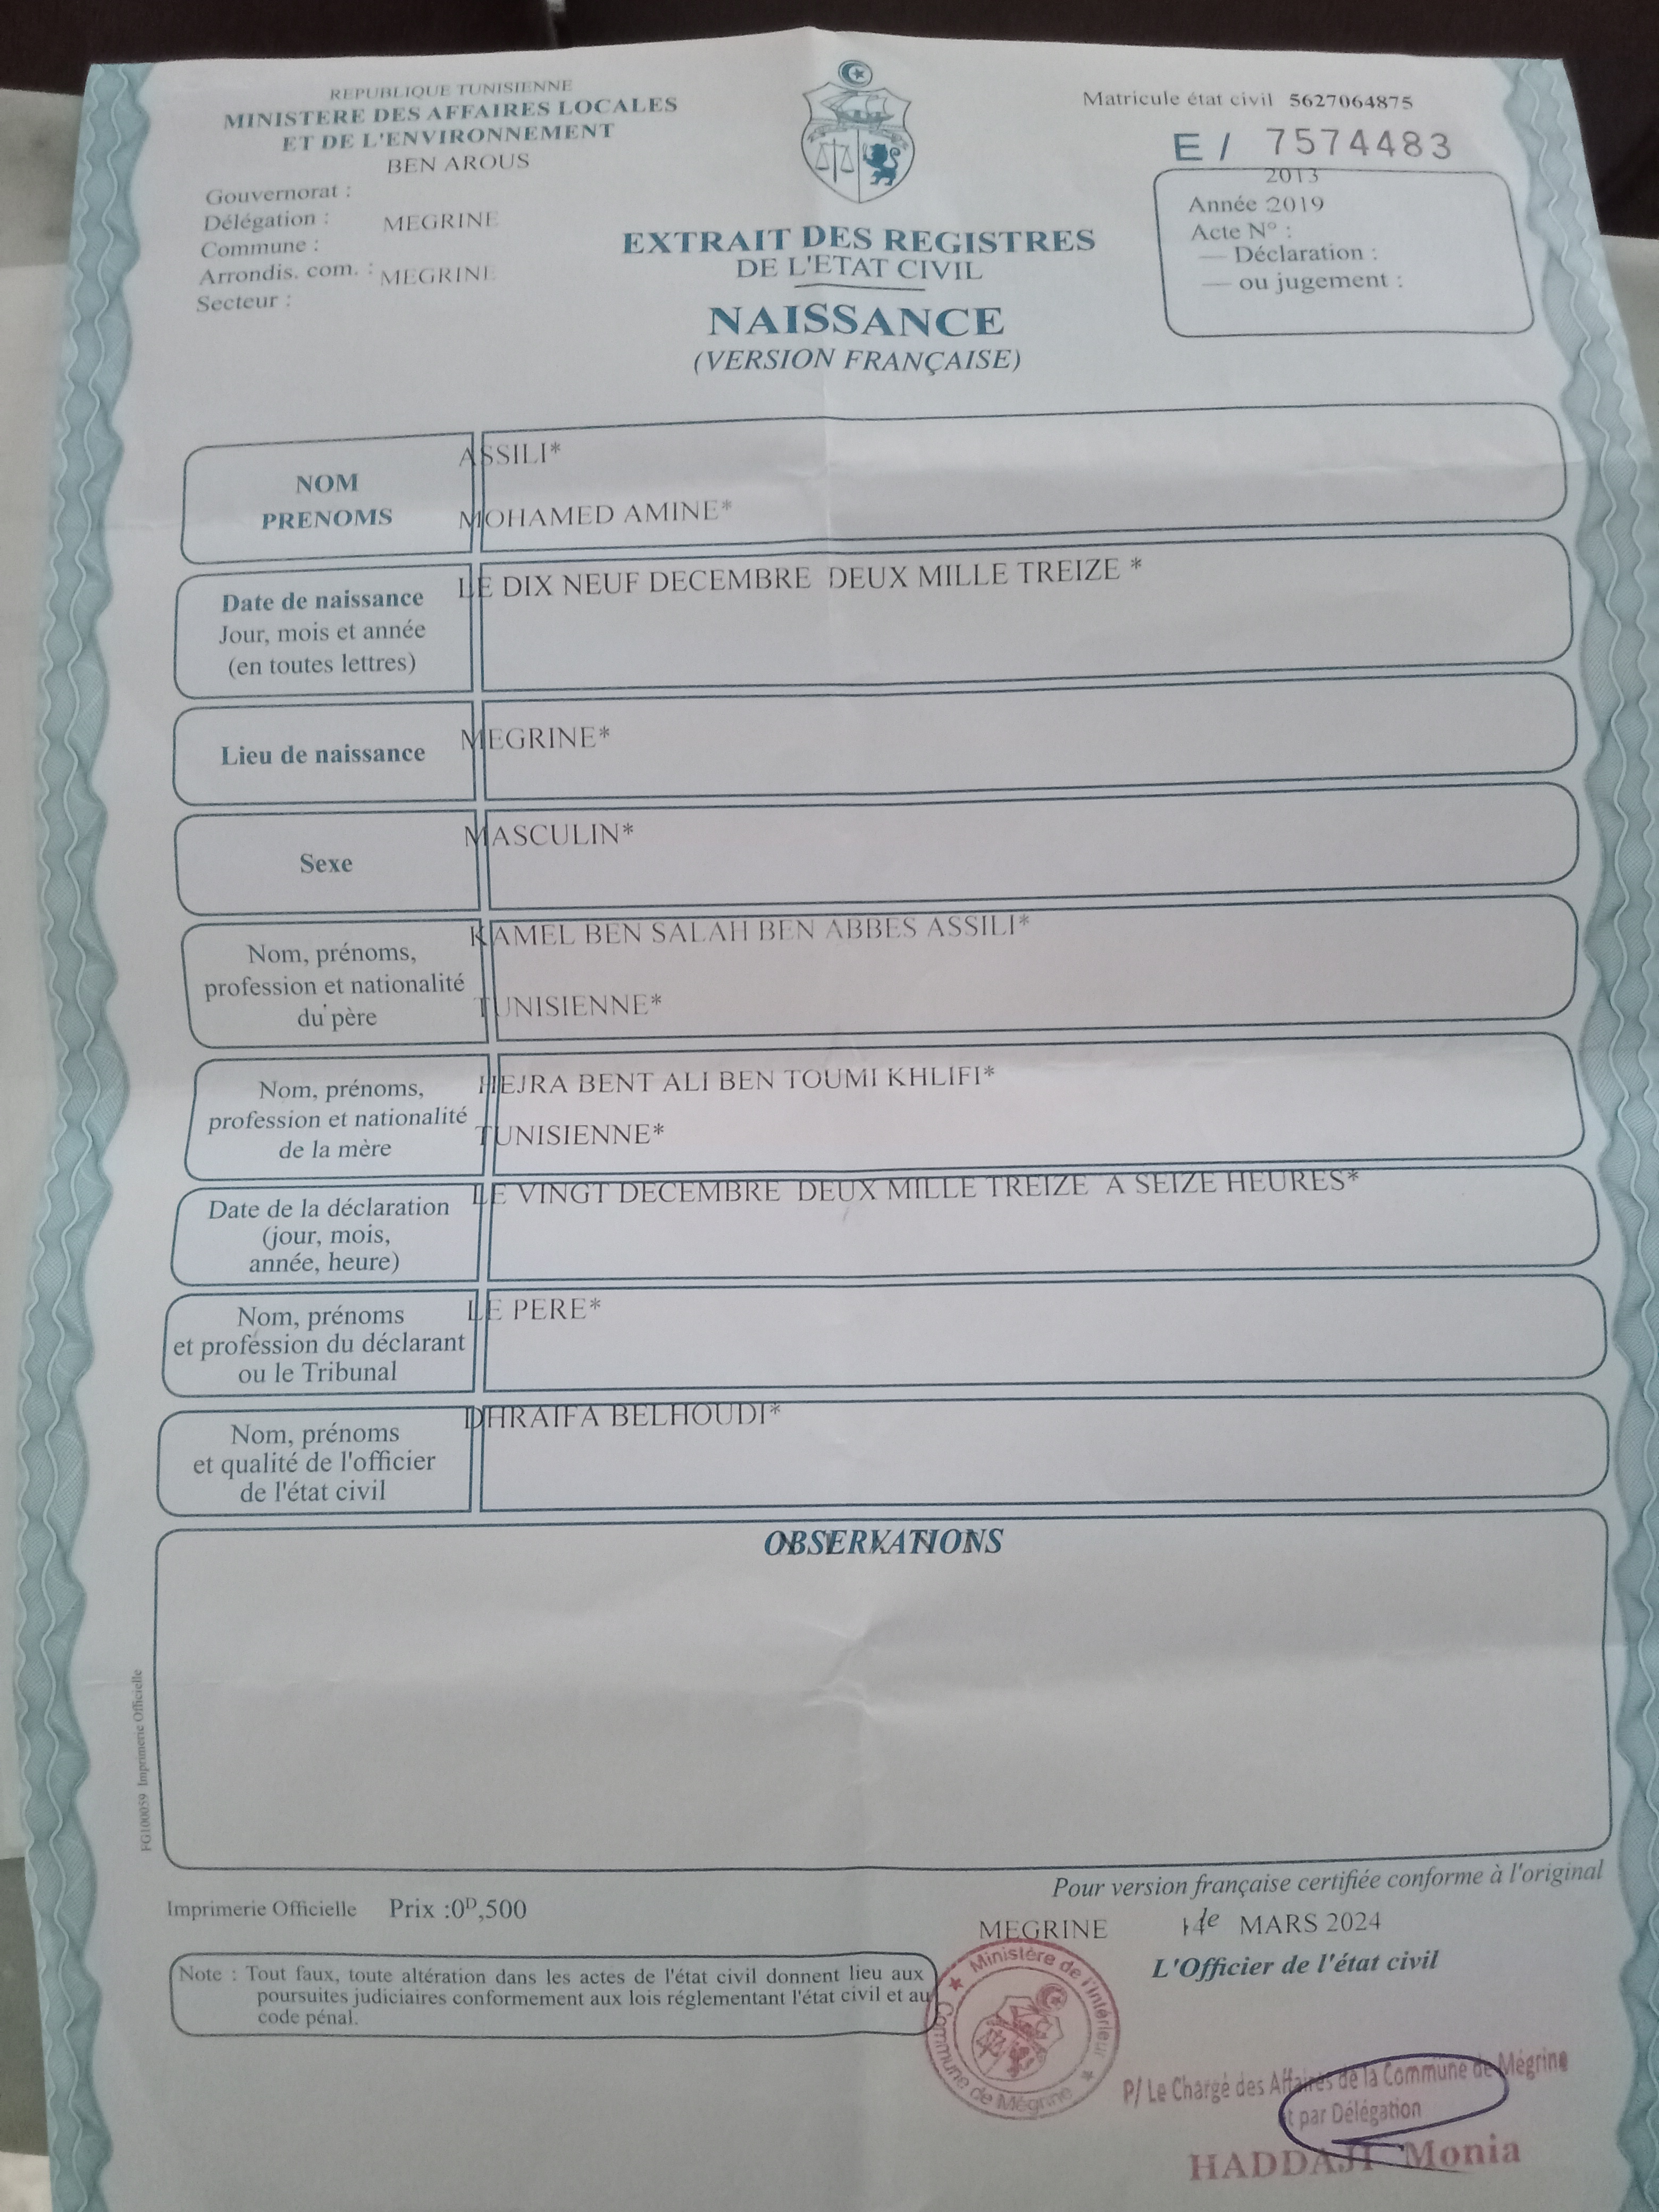 REPUBLIQUE TUNISIENNE
MINISTERE DES AFFAIRES LOCALES
ET DE L'ENVIRONNEMENT
BEN AROUS
Gouvernorat :
Délégation : MEGRINE
Commune :
Arrondis. com. : MEGRINE
Secteur :
EXTRAIT DES REGISTRES
DE L'ETAT CIVIL
NAISSANCE
(VERSION FRANÇAISE)
Matricule état civil 5627064875
E / 7574483
2013
Année 2019
Acte N° :
— Déclaration :
— ou jugement :
NOM
PRENOMS
ASSILI*
MOHAMED AMINE*
Date de naissance
Jour, mois et année
(en toutes lettres)
LE DIX NEUF DECEMBRE DEUX MILLE TREIZE *
Lieu de naissance
MEGRINE*
Sexe
MASCULIN*
Nom, prénoms,
profession et nationalité
du père
KAMEL BEN SALAH BEN ABBES ASSILI*
TUNISIENNE*
Nom, prénoms,
profession et nationalité
de la mère
HEJRA BENT ALI BEN TOUMI KHLIFI*
TUNISIENNE*
Date de la déclaration
(jour, mois,
année, heure)
LE VINGT DECEMBRE DEUX MILLE TREIZE A SEIZE HEURES*
Nom, prénoms
et profession du déclarant
ou le Tribunal
LE PERE*
Nom, prénoms
et qualité de l'officier
de l'état civil
DHRAIFA BELHOUDI*
OBSERVATIONS
FG100059 Imprimerie Officielle
Pour version française certifiée conforme à l'original
Imprimerie Officielle Prix :0D,500
MEGRINE MARS 2024
L'Officier de l'état civil
Note : Tout faux, toute altération dans les actes de l'état civil donnent lieu aux
poursuites judiciaires conformement aux lois réglementant l'état civil et au
code pénal.
Ministère de l'Intérieur
Commune de Mégrine
P/ Le Chargé des Affaires de la Commune de Mégrine
et par Délégation
HADDAJI Monia